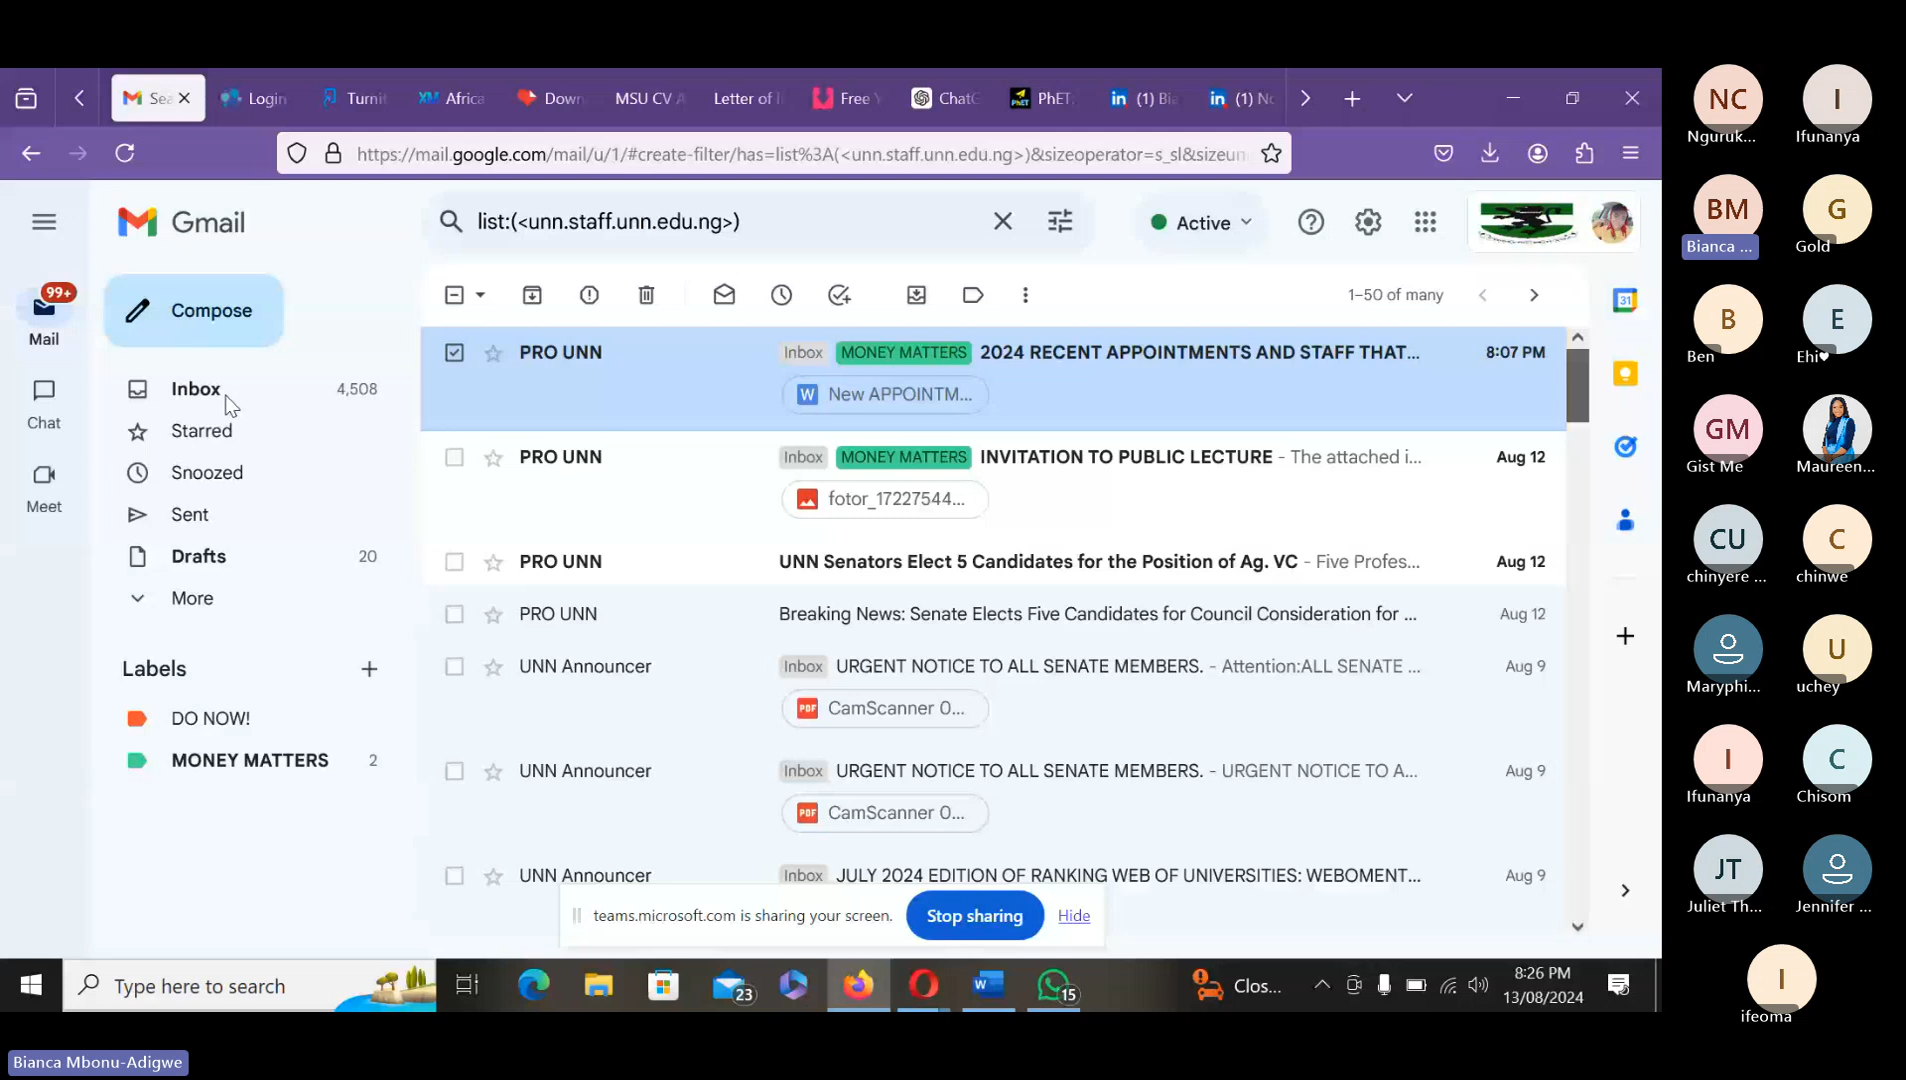 Sea
Login
Turnit
XM Africa
Down
MSU CV A
Letter of I
Free
ChatG
PhET
(1) Bia
(1) No
https://mail.google.com/mail/u/1/#create-filter/has=list%3A(<unn.staff.unn.edu.ng>)&sizeoperator=s_sl&sizeun
Gmail
list:(<unn.staff.unn.edu.ng>)
Active
99+
Mail
Chat
Meet
Compose
Inbox 4,508
Starred
Snoozed
Sent
Drafts 20
More
Labels
DO NOW!
MONEY MATTERS 2
1–50 of many
PRO UNN Inbox MONEY MATTERS 2024 RECENT APPOINTMENTS AND STAFF THAT... 8:07 PM
W New APPOINTM...
PRO UNN Inbox MONEY MATTERS INVITATION TO PUBLIC LECTURE - The attached i... Aug 12
fotor_17227544...
PRO UNN UNN Senators Elect 5 Candidates for the Position of Ag. VC - Five Profes... Aug 12
PRO UNN Breaking News: Senate Elects Five Candidates for Council Consideration for ... Aug 12
UNN Announcer Inbox URGENT NOTICE TO ALL SENATE MEMBERS. - Attention:ALL SENATE ... Aug 9
PDF CamScanner 0...
UNN Announcer Inbox URGENT NOTICE TO ALL SENATE MEMBERS. - URGENT NOTICE TO A... Aug 9
PDF CamScanner 0...
UNN Announcer Inbox JULY 2024 EDITION OF RANKING WEB OF UNIVERSITIES: WEBOMENT... Aug 9
31
teams.microsoft.com is sharing your screen. Stop sharing Hide
Type here to search
23
15
Clos...
8:26 PM
13/08/2024
NC I
Nguruk... Ifunanya
BM G
Bianca ... Gold
B E
Ben Ehi♥
GM
Gist Me Maureen...
CU C
chinyere ... chinwe
U
Maryphi... uchey
I C
Ifunanya Chisom
JT
Juliet Th... Jennifer ...
I
ifeoma
Bianca Mbonu-Adigwe